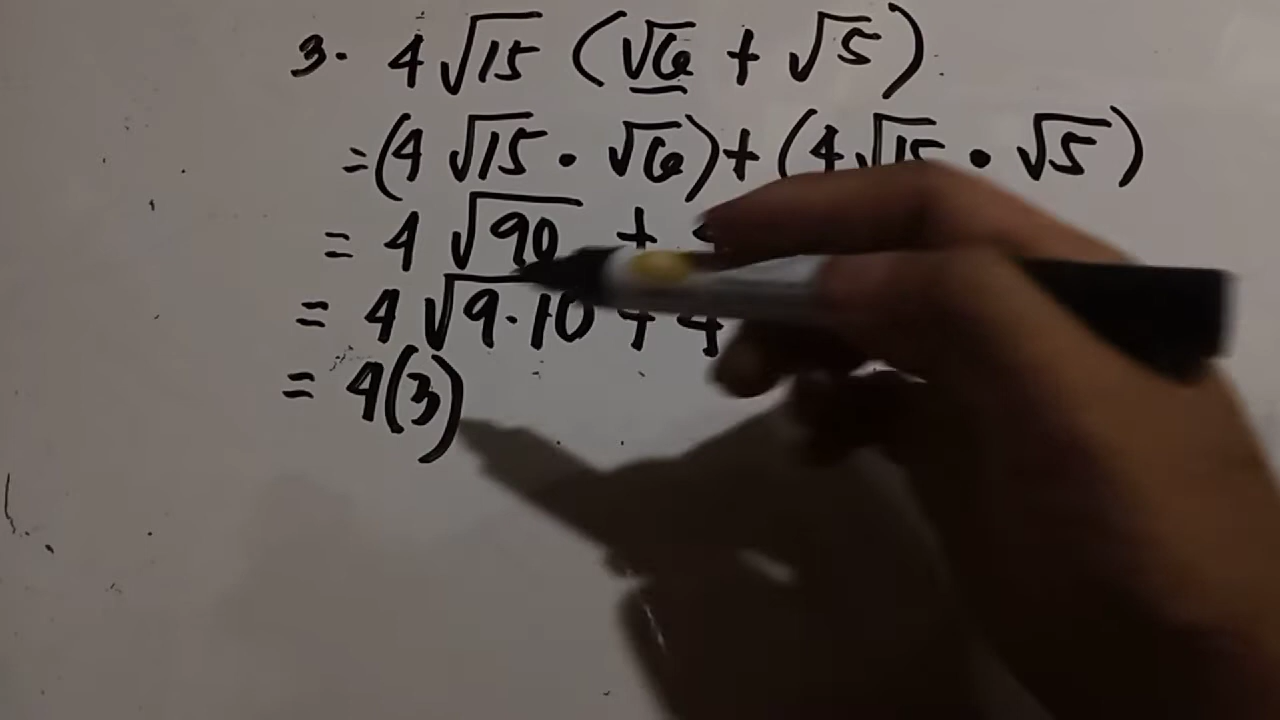 3. 4√15 (√6 + √5)
=(4√15 • √6)+(4√15 • √5)
= 4√90 +
= 4√9·10 + 4
= 4(3)